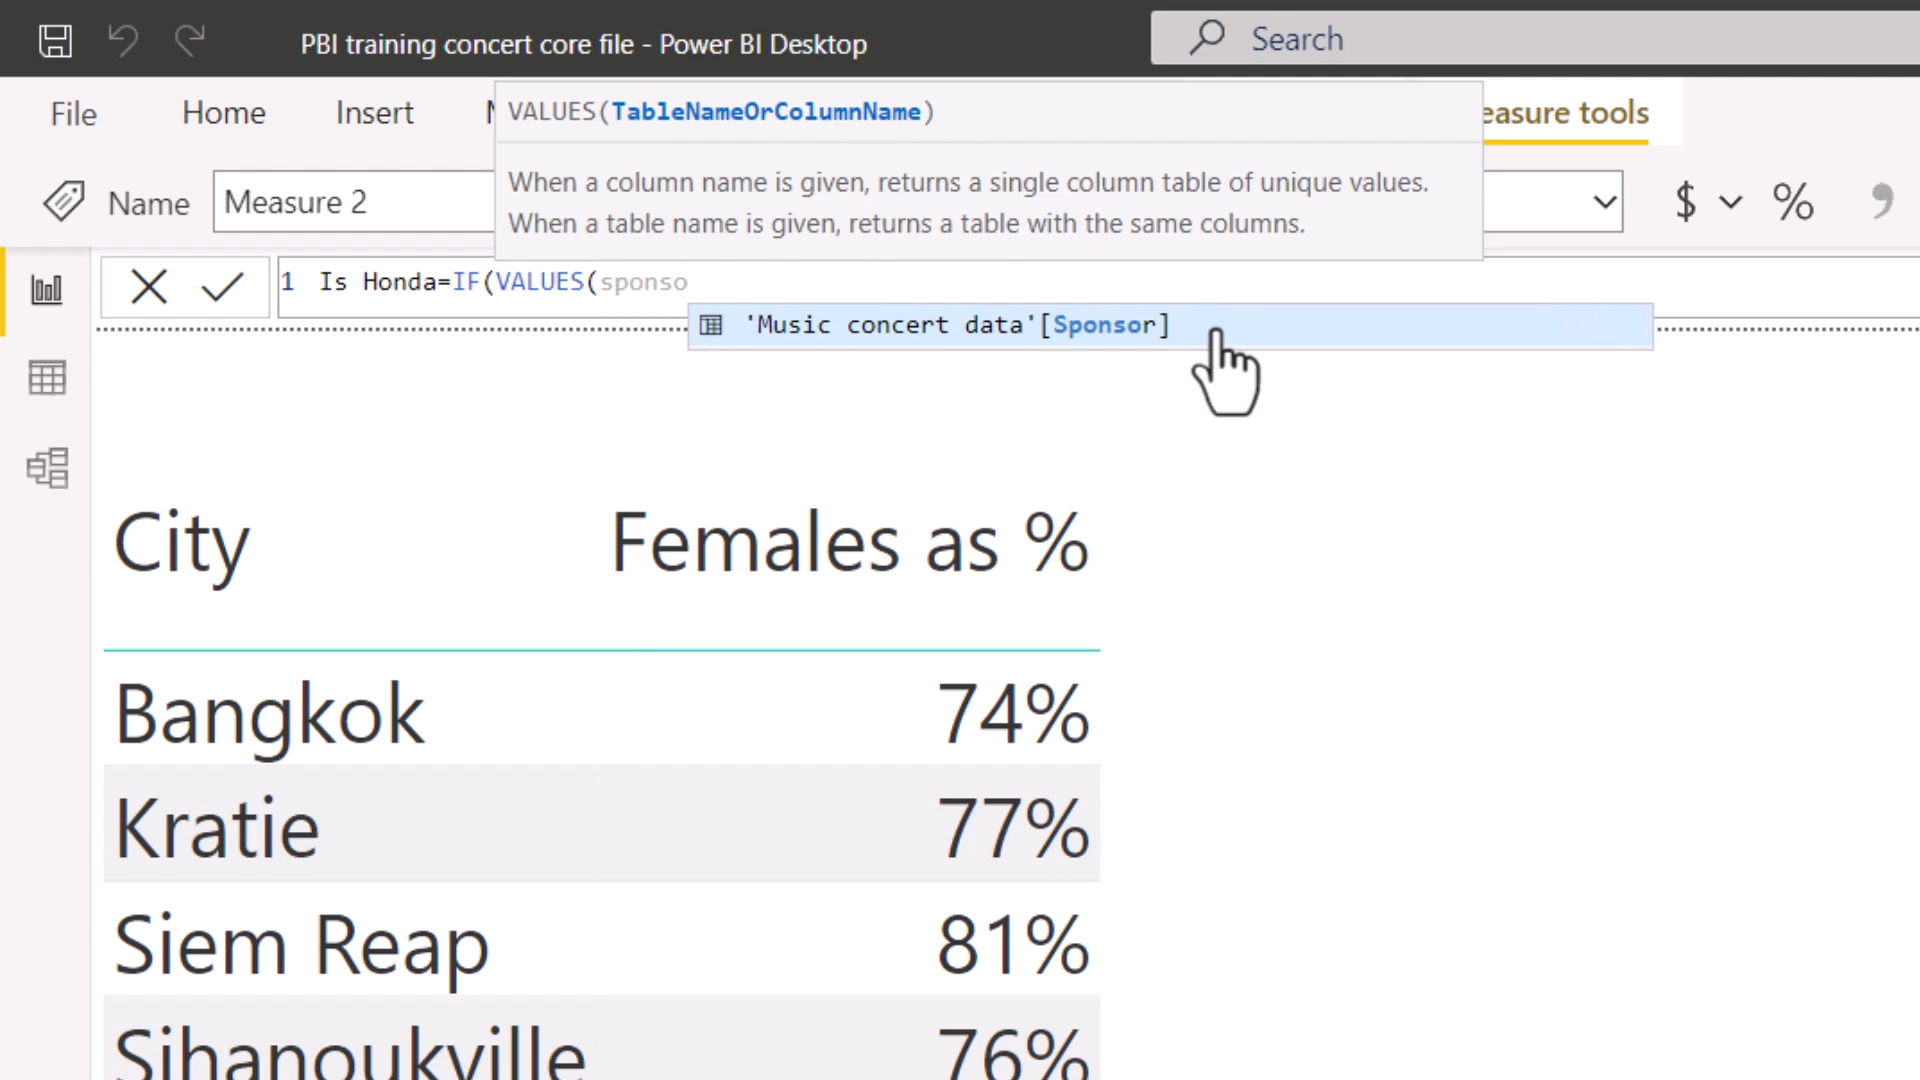 PBI training concert core file - Power BI Desktop
Search
File Home Insert
VALUES(TableNameOrColumnName)
easure tools
When a column name is given, returns a single column table of unique values.
When a table name is given, returns a table with the same columns.
Name Measure 2
$ % ,
1 Is Honda=IF(VALUES(sponso
'Music concert data'[Sponsor]
City Females as %
Bangkok 74%
Kratie 77%
Siem Reap 81%
Sihanoukville 76%